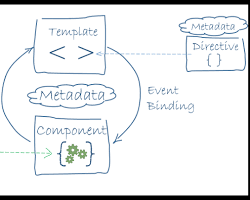 Template
< >
Metadata
Directive
{ }
Metadata
Event
Binding
Component
{ }